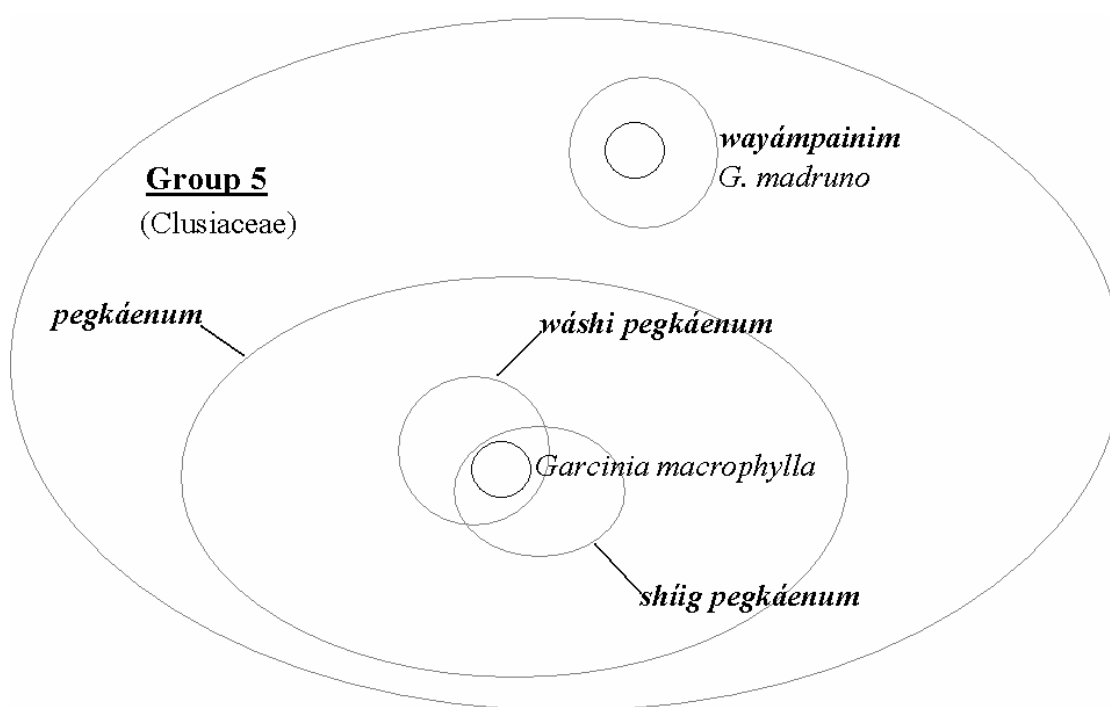 wayámpainim
G. madruno
Group 5
(Clusiaceae)
pegkáenum
wáshi pegkáenum
Garcinia macrophylla
shíig pegkáenum